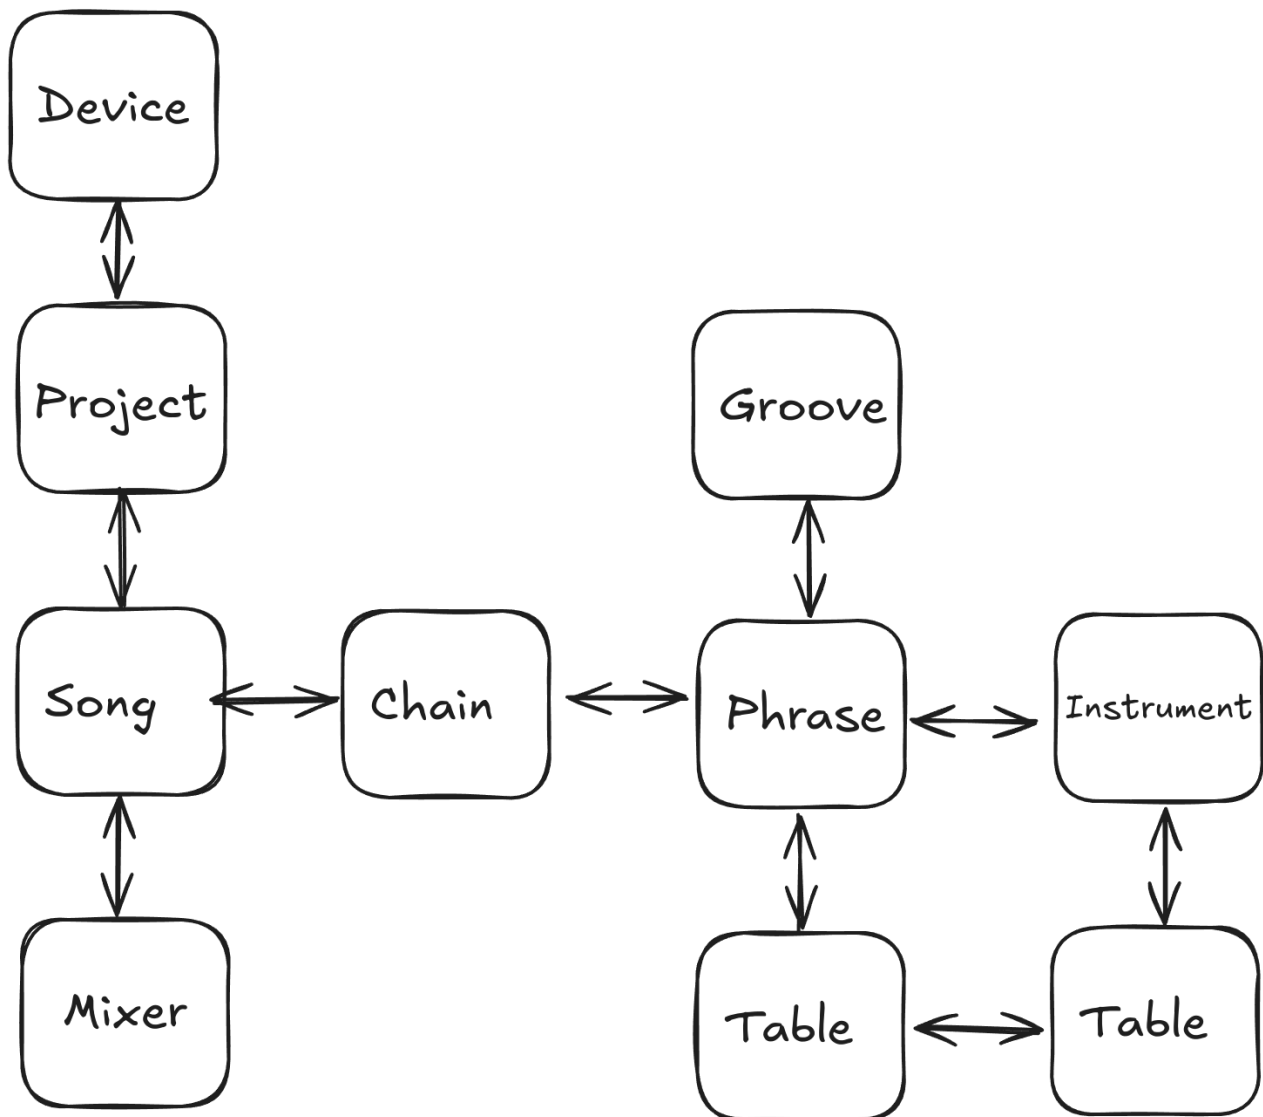 Device
Project
Groove
Song
Chain
Phrase
Instrument
Mixer
Table
Table